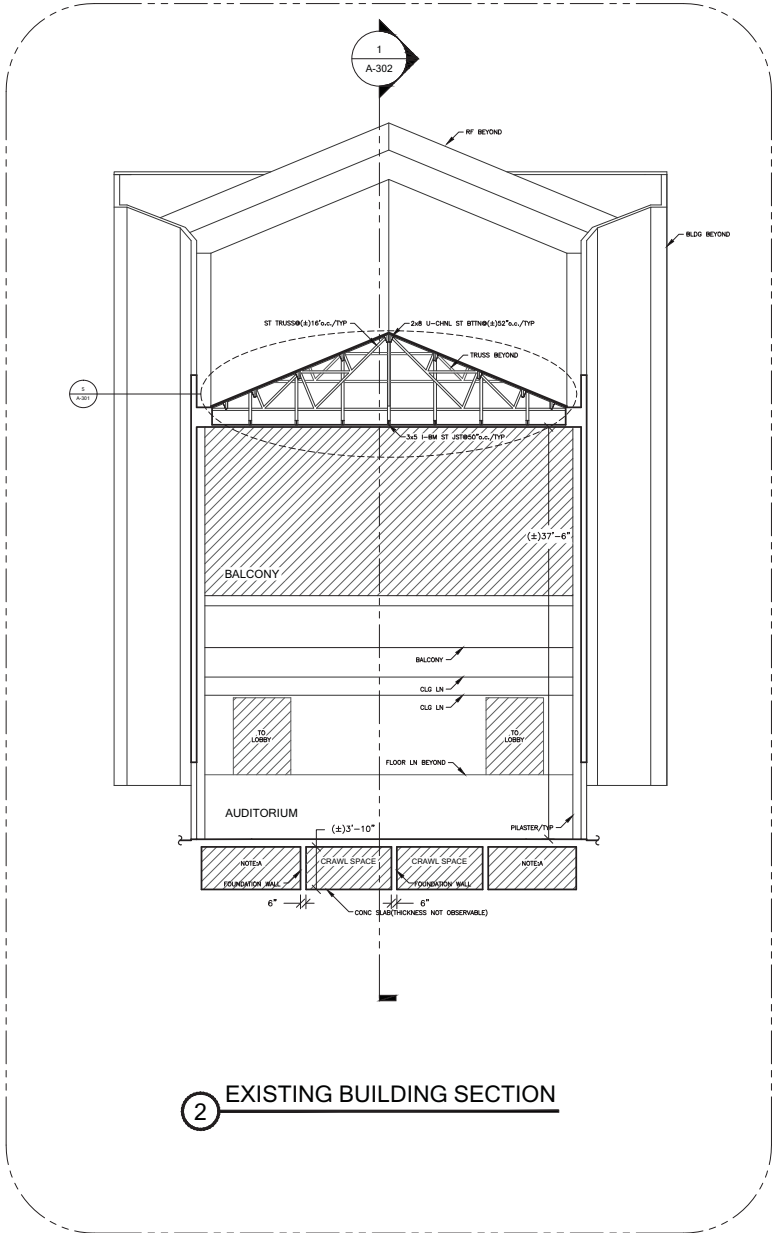 1
A-302
RF BEYOND
BLDG BEYOND
ST TRUSS@(±)16'o.c./TYP
2x8 U-CHNL ST BTTN@(±)52"o.c./TYP
TRUSS BEYOND
5
A-301
3x5 I-BM ST JST@50"o.c./TYP
(±)37'-6"
BALCONY
BALCONY
CLG LN
CLG LN
TO
LOBBY
TO
LOBBY
FLOOR LN BEYOND
AUDITORIUM
(±)3'-10"
PILASTER/TYP
NOTE:A
CRAWL SPACE
CRAWL SPACE
NOTE:A
FOUNDATION WALL
FOUNDATION WALL
6"
6"
CONC SLAB(THICKNESS NOT OBSERVABLE)
2
EXISTING BUILDING SECTION